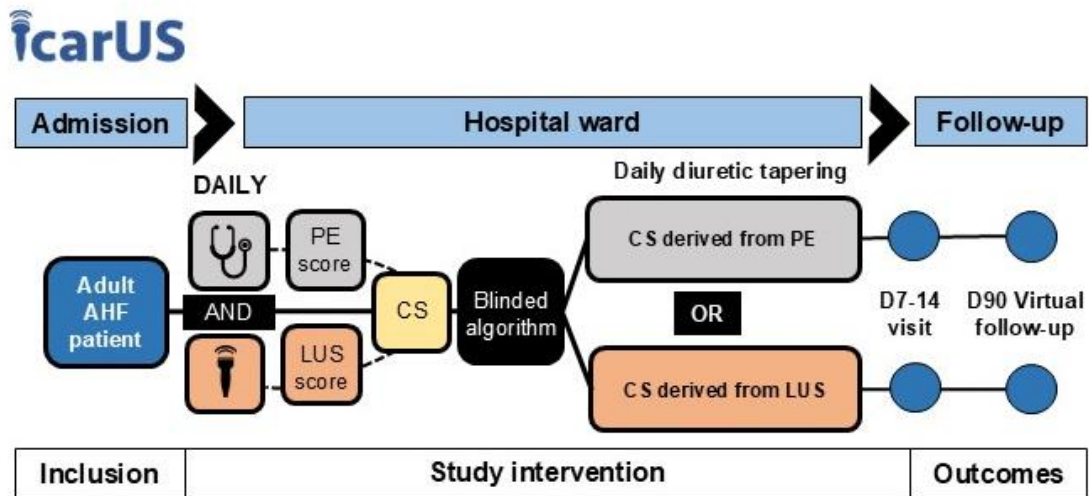 icarUS
Admission
Hospital ward
Follow-up
DAILY
Daily diuretic tapering
PE
score
CS derived from PE
Adult
AHF
patient
AND
CS
Blinded
algorithm
OR
D7-14
visit
D90 Virtual
follow-up
LUS
score
CS derived from LUS
Inclusion
Study intervention
Outcomes